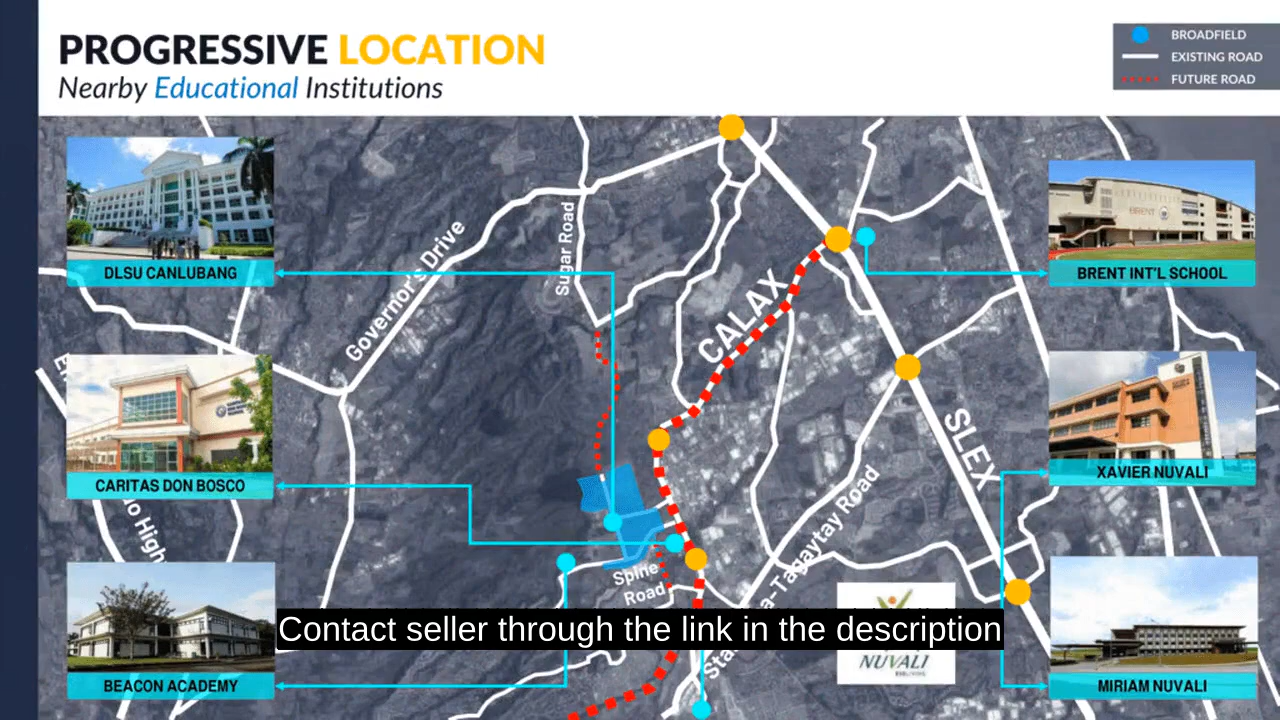 PROGRESSIVE LOCATION
Nearby Educational Institutions
BROADFIELD
EXISTING ROAD
FUTURE ROAD
DLSU CANLUBANG
CARITAS DON BOSCO
BEACON ACADEMY
Governor's Drive
Sugar Road
CALAX
SLEX
Spine
Road
BRENT
BRENT INT'L SCHOOL
XAVIER NUVALI
MIRIAM NUVALI
NUVALI
Contact seller through the link in the description